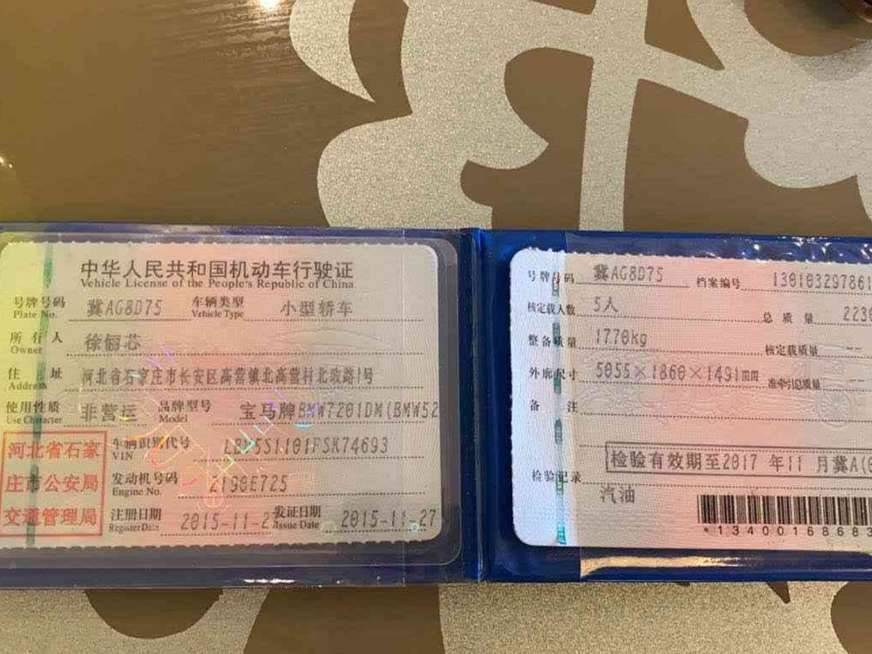 中华人民共和国机动车行驶证
Vehicle License of the People's Republic of China
号牌号码 冀AG8D75 车辆类型 小型轿车
Plate No. Vehicle Type
所有人 徐俪芯
Owner
住址 河北省石家庄市长安区高营镇北高营村北攻路1号
Address
使用性质 非营运 品牌型号 宝马牌BMW7201DM(BMW52
Use Character Model
河北省石家
庄市公安局
交通管理局
车辆识别代号
VIN
发动机号码 2190E725
Engine No.
注册日期 2015-11-2 发证日期 2015-11-27
Register Date Issue Date
号牌号码 冀AG8D75 档案编号 13010329786
核定载人数 5人 总质量 223
整备质量 1770kg 核定载质量 --
外廓尺寸 5055×1860×1491mm 准牵引总质量 --
备注
检验有效期至2017年11月冀A(
检验记录
汽油
*1340016868